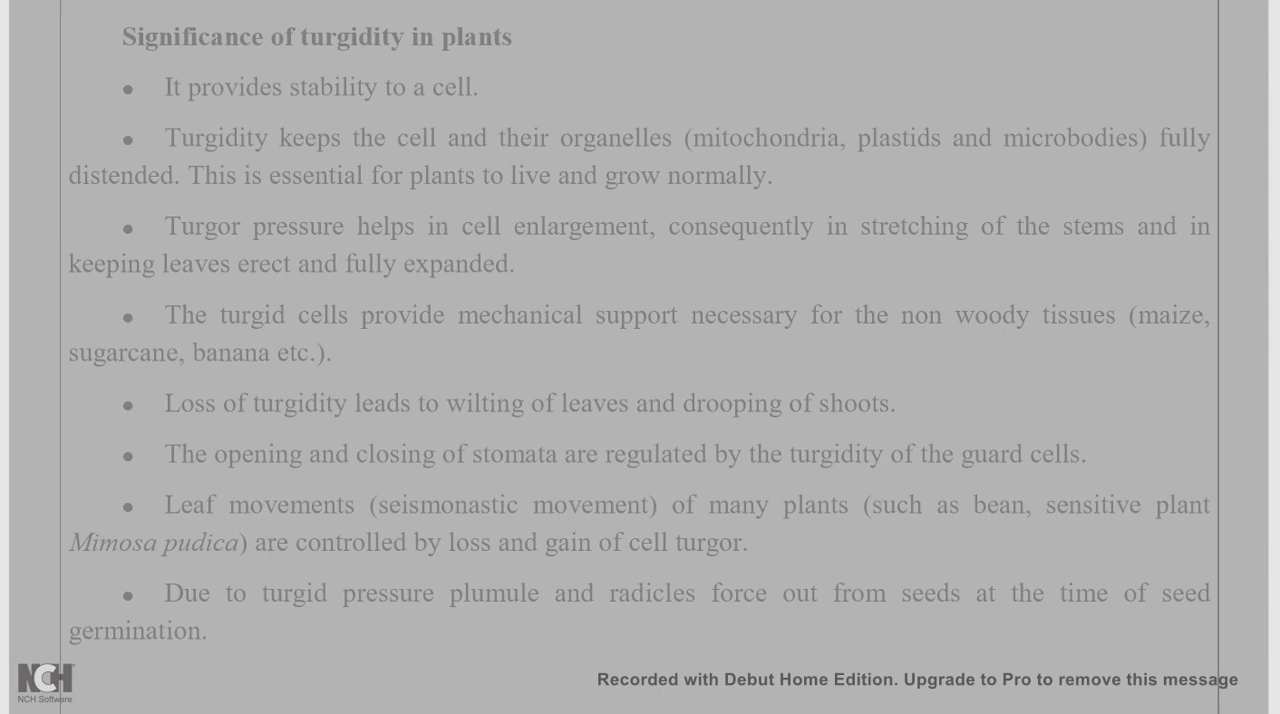 Significance of turgidity in plants
● It provides stability to a cell.
● Turgidity keeps the cell and their organelles (mitochondria, plastids and microbodies) fully
distended. This is essential for plants to live and grow normally.
● Turgor pressure helps in cell enlargement, consequently in stretching of the stems and in
keeping leaves erect and fully expanded.
● The turgid cells provide mechanical support necessary for the non woody tissues (maize,
sugarcane, banana etc.).
● Loss of turgidity leads to wilting of leaves and drooping of shoots.
● The opening and closing of stomata are regulated by the turgidity of the guard cells.
● Leaf movements (seismonastic movement) of many plants (such as bean, sensitive plant
Mimosa pudica) are controlled by loss and gain of cell turgor.
● Due to turgid pressure plumule and radicles force out from seeds at the time of seed
germination.
NCH
NCH Software
Recorded with Debut Home Edition. Upgrade to Pro to remove this message